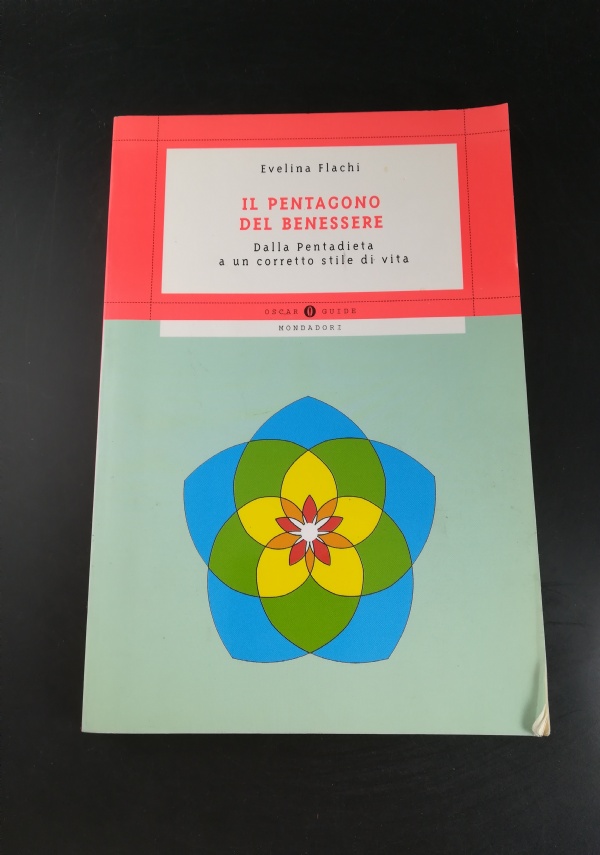 Evelina Flachi
IL PENTAGONO
DEL BENESSERE
Dalla Pentadieta
a un corretto stile di vita
OSCAR O GUIDE
MONDADORI